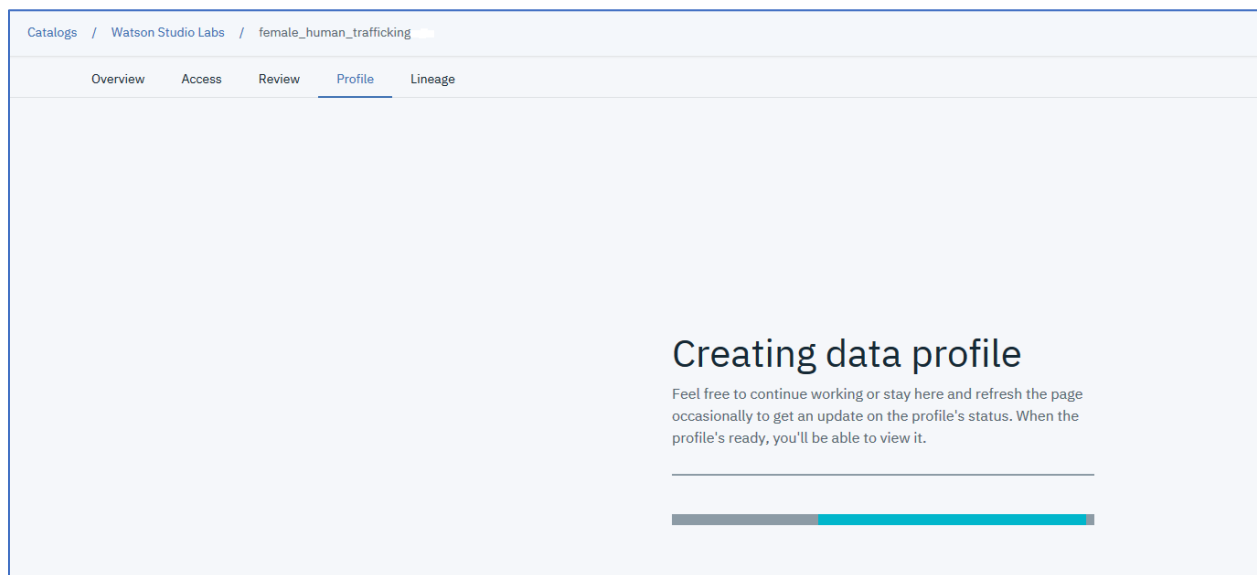 Catalogs / Watson Studio Labs / female_human_trafficking
Overview Access Review Profile Lineage
Creating data profile
Feel free to continue working or stay here and refresh the page
occasionally to get an update on the profile's status. When the
profile's ready, you'll be able to view it.